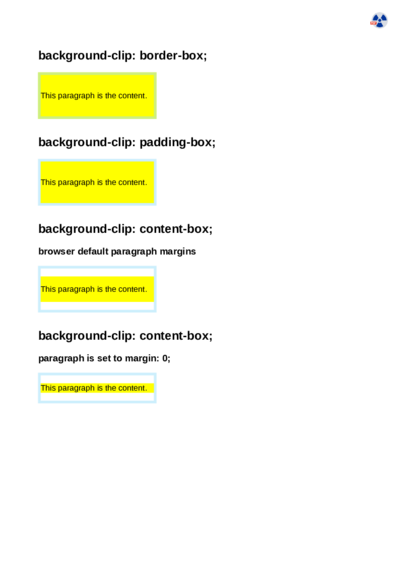 background-clip: border-box;
This paragraph is the content.
background-clip: padding-box;
This paragraph is the content.
background-clip: content-box;
browser default paragraph margins
This paragraph is the content.
background-clip: content-box;
paragraph is set to margin: 0;
This paragraph is the content.